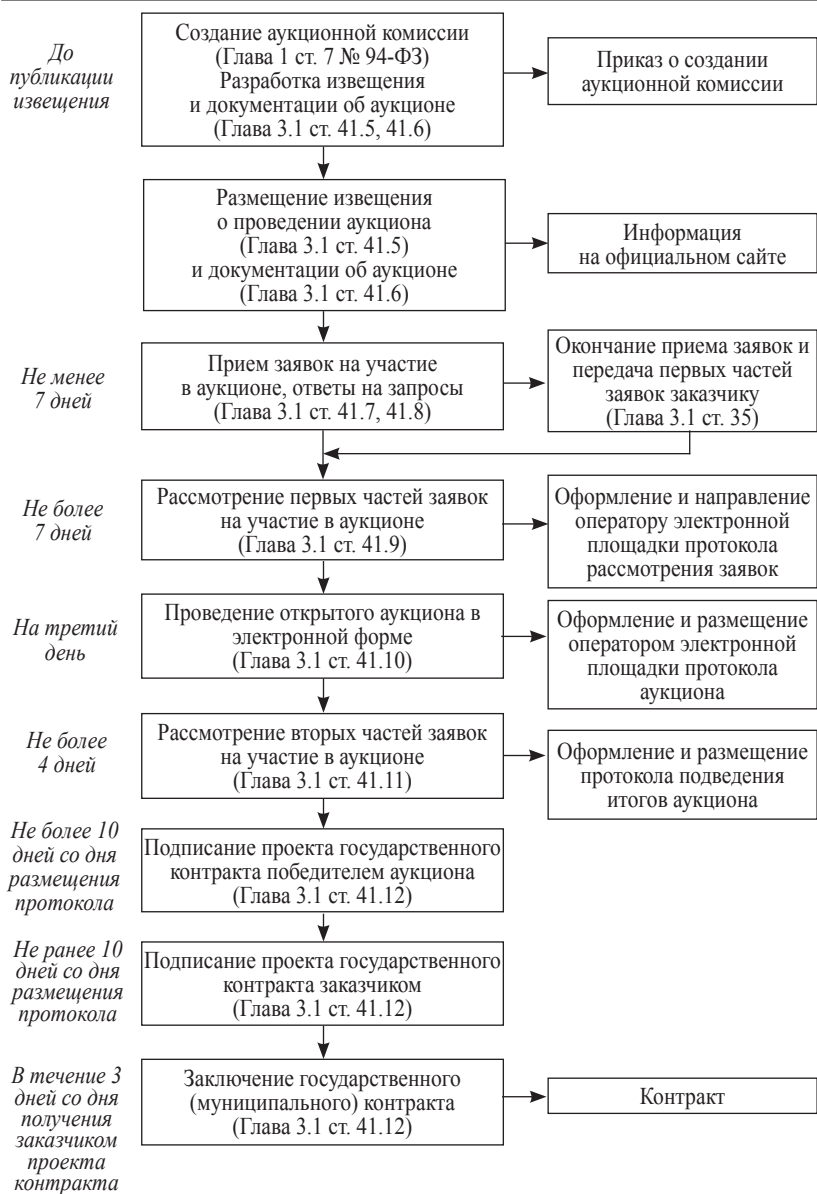 До
публикации
извещения
Создание аукционной комиссии
(Глава 1 ст. 7 № 94-ФЗ)
Разработка извещения
и документации об аукционе
(Глава 3.1 ст. 41.5, 41.6)
Приказ о создании
аукционной комиссии
Размещение извещения
о проведении аукциона
(Глава 3.1 ст. 41.5)
и документации об аукционе
(Глава 3.1 ст. 41.6)
Информация
на официальном сайте
Не менее
7 дней
Прием заявок на участие
в аукционе, ответы на запросы
(Глава 3.1 ст. 41.7, 41.8)
Окончание приема заявок и
передача первых частей
заявок заказчику
(Глава 3.1 ст. 35)
Не более
7 дней
Рассмотрение первых частей заявок
на участие в аукционе
(Глава 3.1 ст. 41.9)
Оформление и направление
оператору электронной
площадки протокола
рассмотрения заявок
На третий
день
Проведение открытого аукциона в
электронной форме
(Глава 3.1 ст. 41.10)
Оформление и размещение
оператором электронной
площадки протокола
аукциона
Не более
4 дней
Рассмотрение вторых частей заявок
на участие в аукционе
(Глава 3.1 ст. 41.11)
Оформление и размещение
протокола подведения
итогов аукциона
Не более 10
дней со дня
размещения
протокола
Подписание проекта государственного
контракта победителем аукциона
(Глава 3.1 ст. 41.12)
Не ранее 10
дней со дня
размещения
протокола
Подписание проекта государственного
контракта заказчиком
(Глава 3.1 ст. 41.12)
В течение 3
дней со дня
получения
заказчиком
проекта
контракта
Заключение государственного
(муниципального) контракта
(Глава 3.1 ст. 41.12)
Контракт